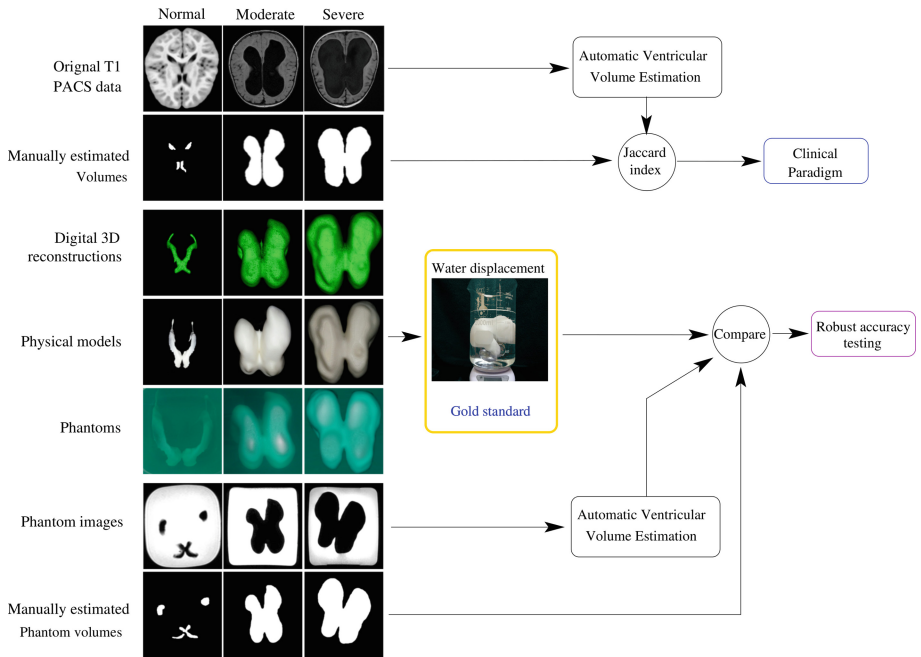 Normal Moderate Severe
Orignal T1
PACS data
Automatic Ventricular
Volume Estimation
Manually estimated
Volumes
Jaccard
index
Clinical
Paradigm
Digital 3D
reconstructions
Water displacement
Physical models
Compare
Robust accuracy
testing
Gold standard
Phantoms
Phantom images
Automatic Ventricular
Volume Estimation
Manually estimated
Phantom volumes